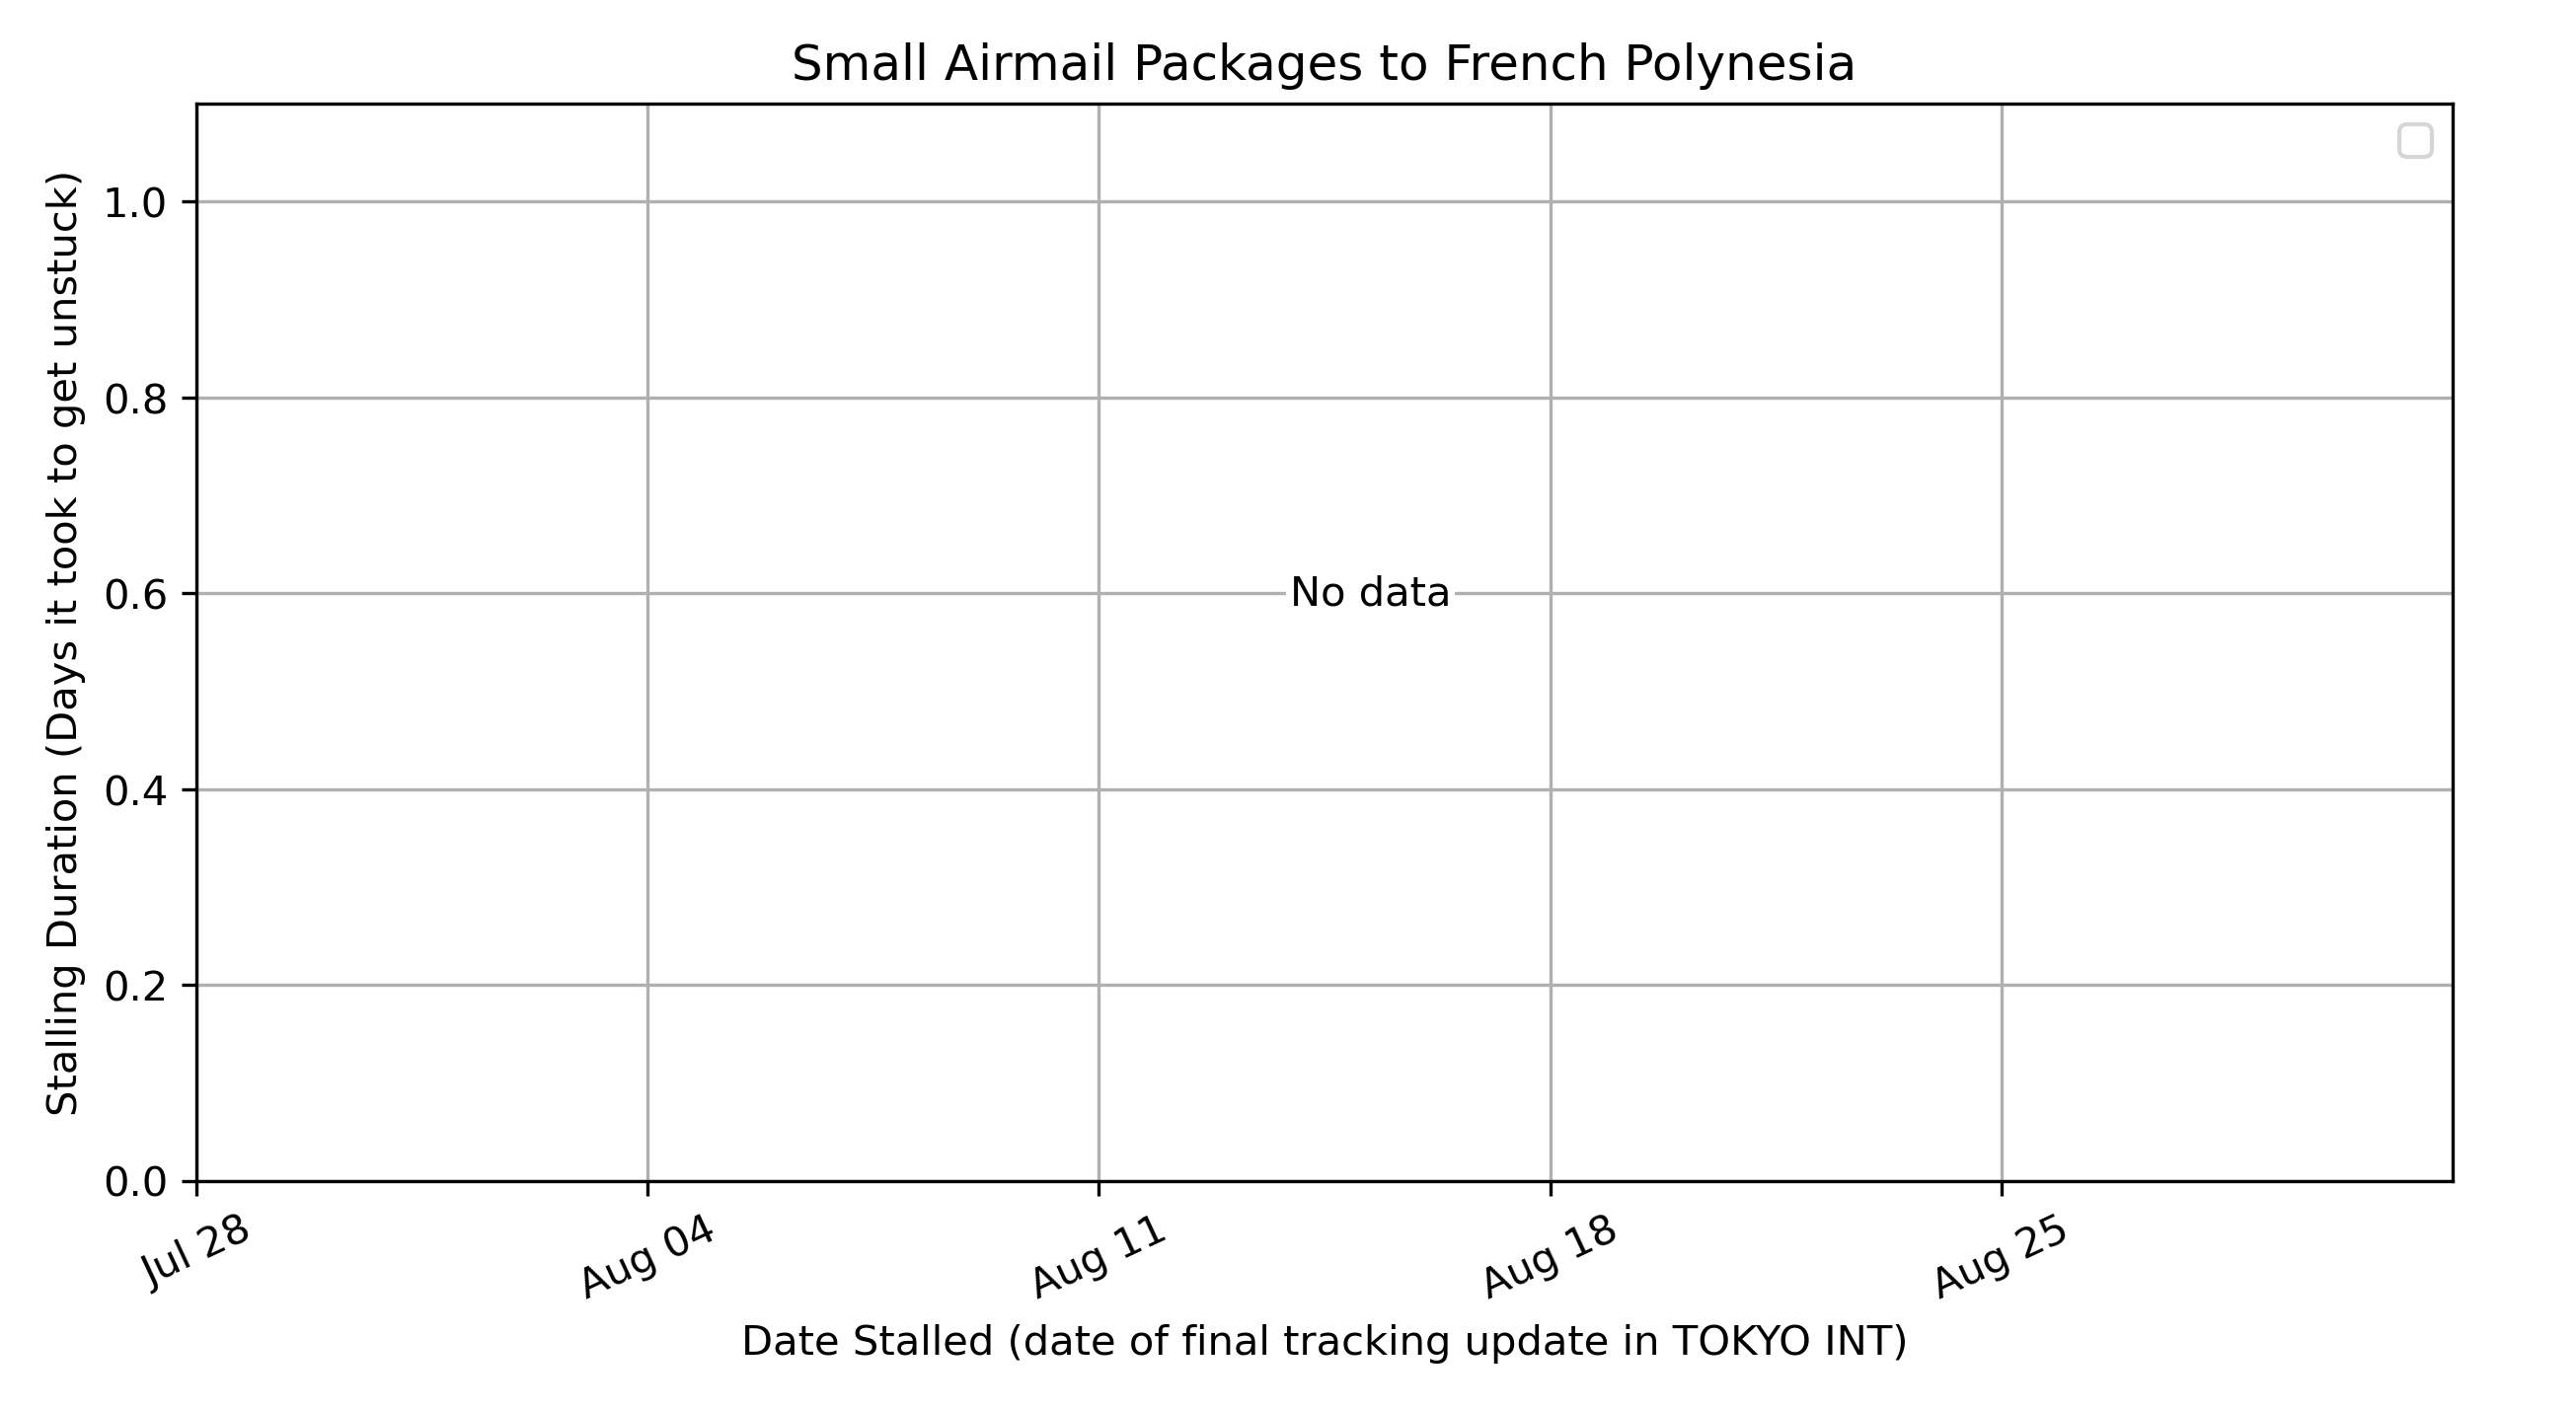 Small Airmail Packages to French Polynesia
Stalling Duration (Days it took to get unstuck)
1.0
0.8
0.6
0.4
0.2
0.0
No data
Jul 28
Aug 04
Aug 11
Aug 18
Aug 25
Date Stalled (date of final tracking update in TOKYO INT)